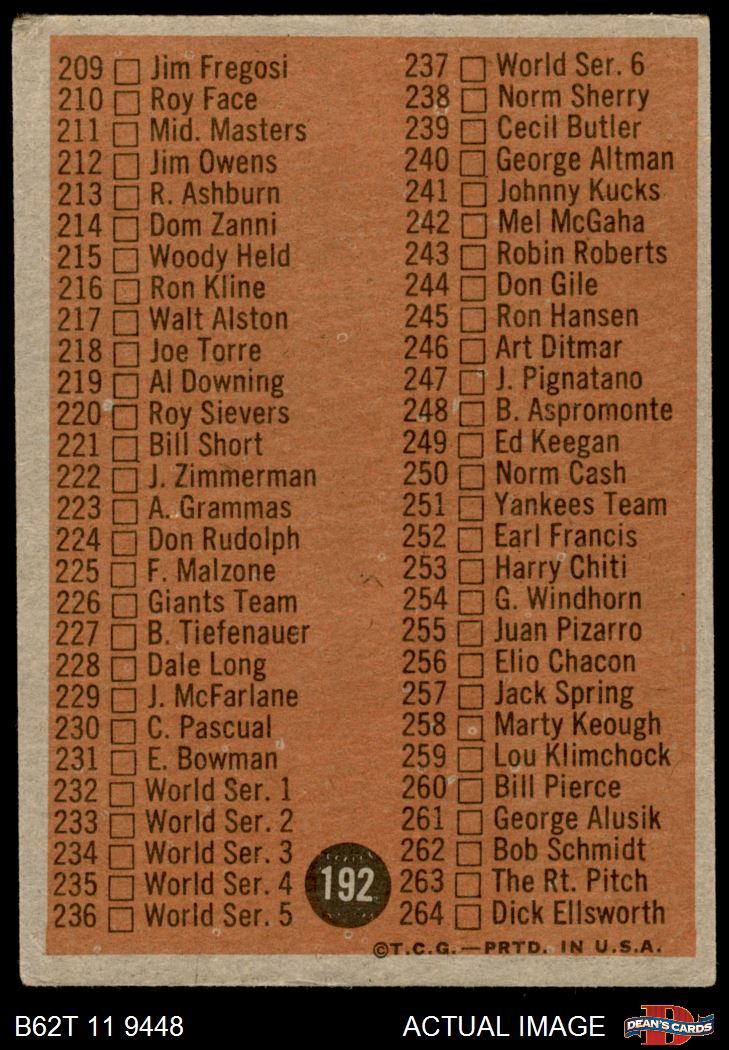 209 Jim Fregosi
210 Roy Face
211 Mid. Masters
212 Jim Owens
213 R. Ashburn
214 Dom Zanni
215 Woody Held
216 Ron Kline
217 Walt Alston
218 Joe Torre
219 Al Downing
220 Roy Sievers
221 Bill Short
222 J. Zimmerman
223 A. Grammas
224 Don Rudolph
225 F. Malzone
226 Giants Team
227 B. Tiefenauer
228 Dale Long
229 J. McFarlane
230 C. Pascual
231 E. Bowman
232 World Ser. 1
233 World Ser. 2
234 World Ser. 3
235 World Ser. 4
236 World Ser. 5
237 World Ser. 6
238 Norm Sherry
239 Cecil Butler
240 George Altman
241 Johnny Kucks
242 Mel McGaha
243 Robin Roberts
244 Don Gile
245 Ron Hansen
246 Art Ditmar
247 J. Pignatano
248 B. Aspromonte
249 Ed Keegan
250 Norm Cash
251 Yankees Team
252 Earl Francis
253 Harry Chiti
254 G. Windhorn
255 Juan Pizarro
256 Elio Chacon
257 Jack Spring
258 Marty Keough
259 Lou Klimchock
260 Bill Pierce
261 George Alusik
262 Bob Schmidt
263 The Rt. Pitch
264 Dick Ellsworth
192
©T.C.G.—PRTD. IN U.S.A.
B62T 11 9448
ACTUAL IMAGE
DEAN'S CARDS